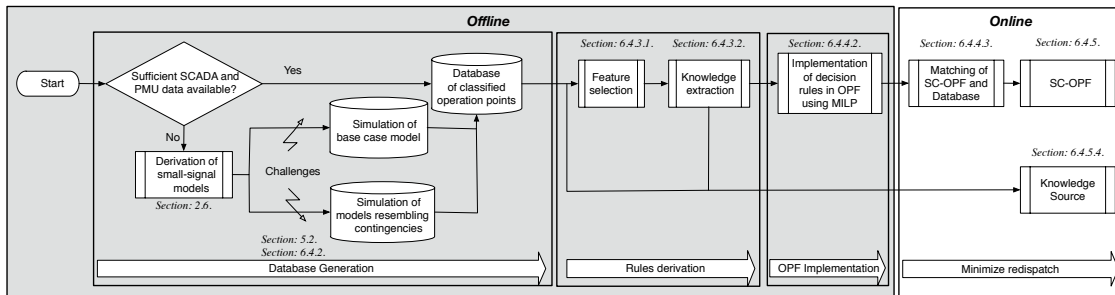 Offline
Online
Start
Sufficient SCADA and
PMU data available?
Yes
No
Derivation of
small-signal
models
Section: 2.6.
Challenges
Simulation of
base case model
Simulation of
models resembling
contingencies
Section: 5.2.
Section: 6.4.2.
Database
of classified
operation points
Database Generation
Section: 6.4.3.1.
Feature
selection
Section: 6.4.3.2.
Knowledge
extraction
Rules derivation
Section: 6.4.4.2.
Implementation
of decision
rules in OPF
using MILP
OPF Implementation
Section: 6.4.4.3.
Matching of
SC-OPF and
Database
Section: 6.4.5.
SC-OPF
Section: 6.4.5.4.
Knowledge
Source
Minimize redispatch